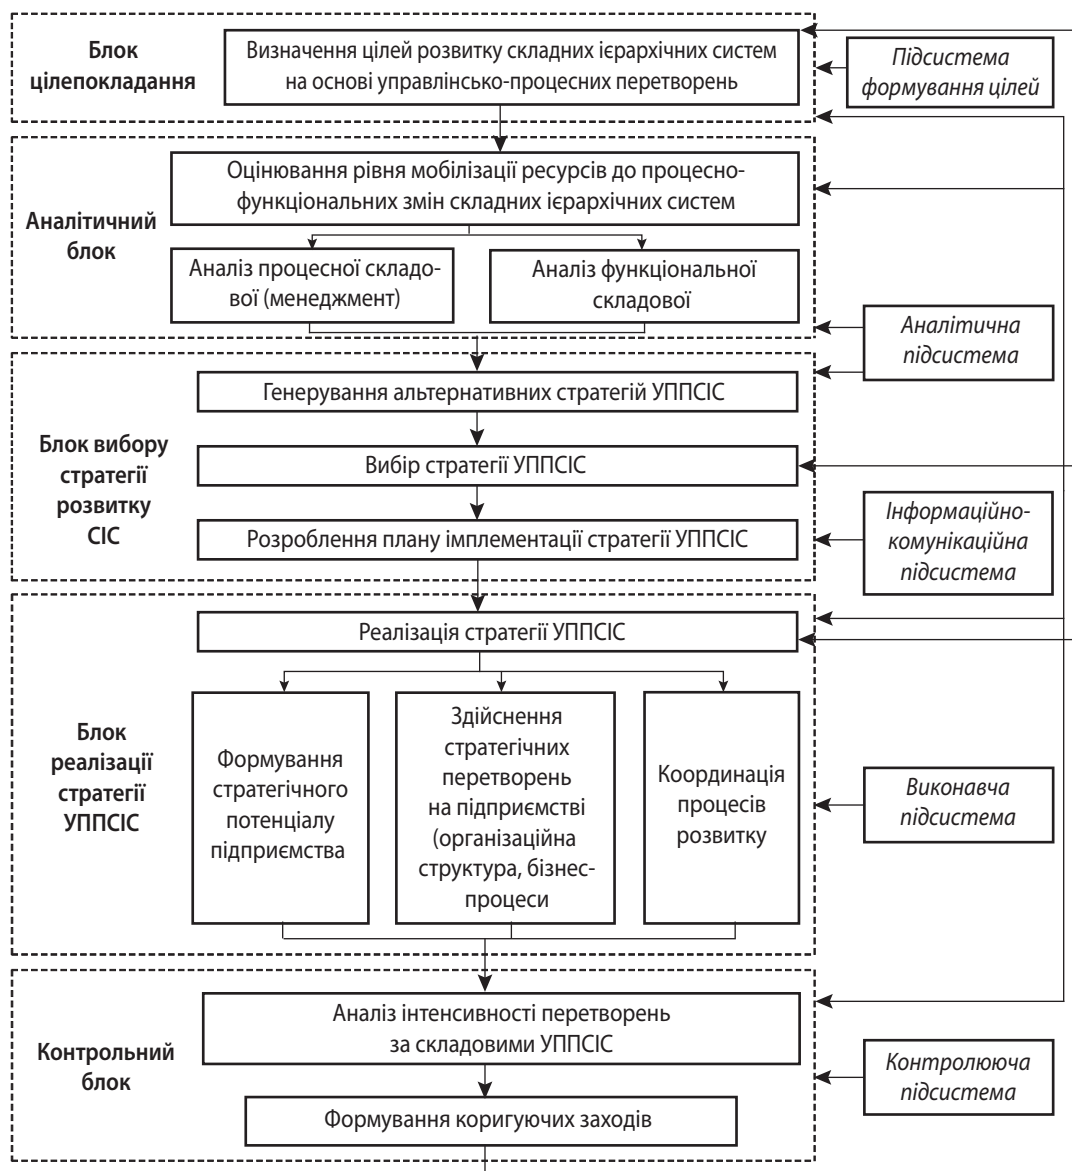 Блок
цілепокладання
Визначення цілей розвитку складних ієрархічних систем
на основі управлінсько-процесних перетворень
Підсистема
формування цілей
Аналітичний
блок
Оцінювання рівня мобілізації ресурсів до процесно-
функціональних змін складних ієрархічних систем
Аналіз процесної складо-
вої (менеджмент)
Аналіз функціональної
складової
Аналітична
підсистема
Блок вибору
стратегії
розвитку
СІС
Генерування альтернативних стратегій УППСІС
Вибір стратегії УППСІС
Розроблення плану імплементації стратегії УППСІС
Інформаційно-
комунікаційна
підсистема
Блок
реалізації
стратегії
УППСІС
Реалізація стратегії УППСІС
Формування
стратегічного
потенціалу
підприємства
Здійснення
стратегічних
перетворень
на підприємстві
(організаційна
структура, бізнес-
процеси
Координація
процесів
розвитку
Виконавча
підсистема
Контрольний
блок
Аналіз інтенсивності перетворень
за складовими УППСІС
Формування коригуючих заходів
Контролююча
підсистема